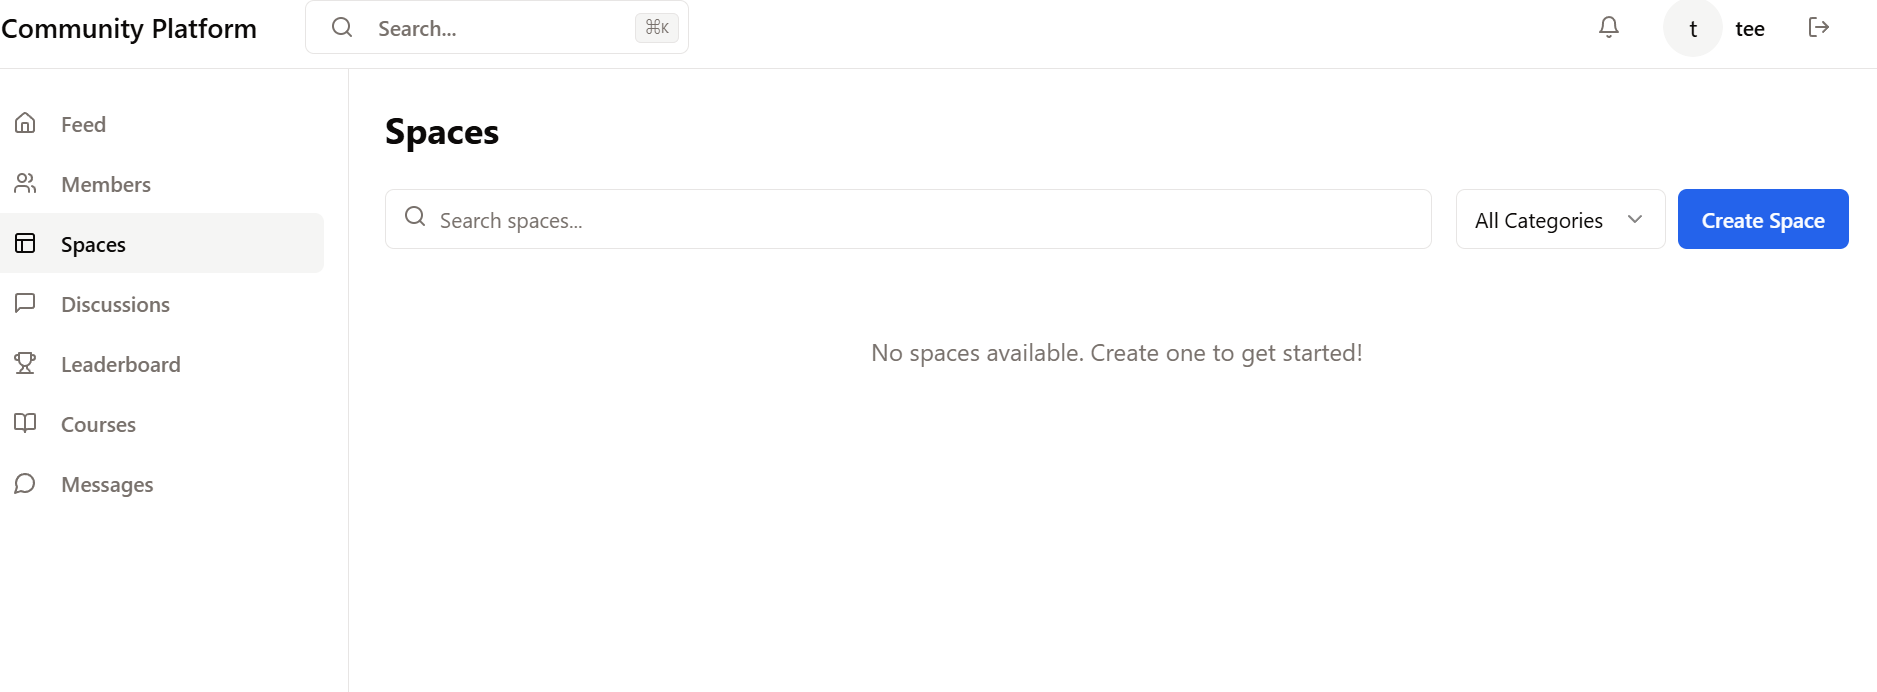 Community Platform
Search...
⌘K
t
tee
Feed
Members
Spaces
Discussions
Leaderboard
Courses
Messages
Spaces
Search spaces...
All Categories
Create Space
No spaces available. Create one to get started!